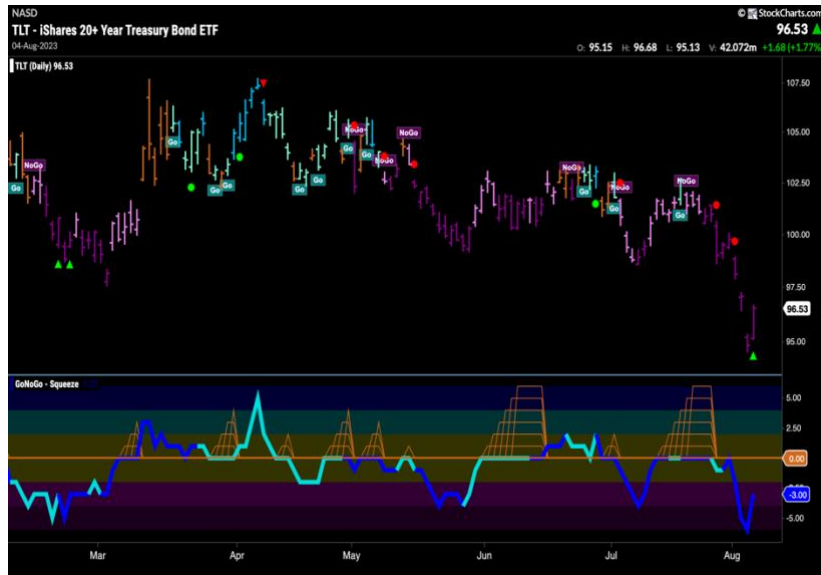 NASD
© StockCharts.com
TLT - iShares 20+ Year Treasury Bond ETF
96.53
04-Aug-2023
O: 95.15 H: 96.68 L: 95.13 V: 42.072m +1.68 (+1.77%)
TLT (Daily) 96.53
107.50
105.00
102.50
100.00
97.50
96.53
95.00
Go
NoGo
Go
Go
Go
Go
Go
Go
NoGo
Go
NoGo
NoGo
NoGo
Go
Go
NoGo
Go
NoGo
GoNoGo - Squeeze
5.00
2.50
0.00
-3.00
-5.00
Mar
Apr
May
Jun
Jul
Aug